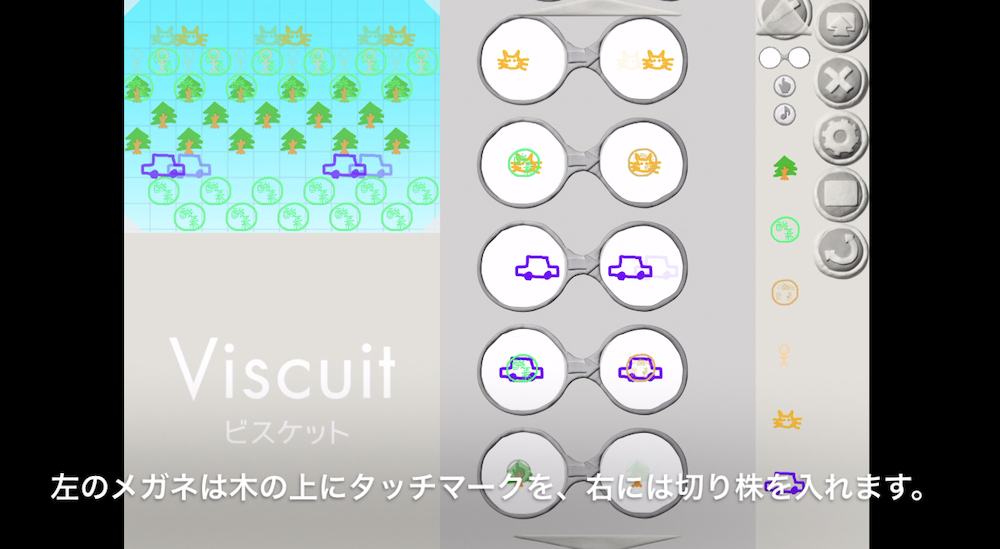 Viscuit
ビスケット
左のメガネは木の上にタッチマークを、右には切り株を入れます。